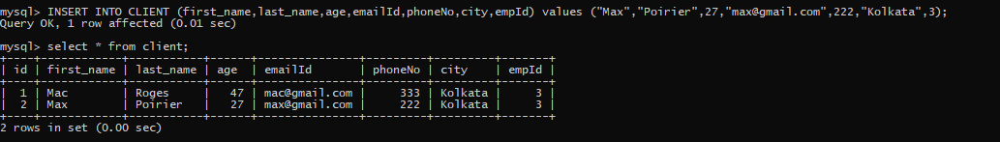 mysql> INSERT INTO CLIENT (first_name,last_name,age,emailId,phoneNo,city,empId) values ("Max","Poirier",27,"max@gmail.com",222,"Kolkata",3);
Query OK, 1 row affected (0.01 sec)
mysql> select * from client;
+----+------------+-----------+------+---------------+---------+---------+-------+
| id | first_name | last_name | age  | emailId       | phoneNo | city    | empId |
+----+------------+-----------+------+---------------+---------+---------+-------+
|  1 | Mac        | Roges     |   47 | mac@gmail.com |     333 | Kolkata |     3 |
|  2 | Max        | Poirier   |   27 | max@gmail.com |     222 | Kolkata |     3 |
+----+------------+-----------+------+---------------+---------+---------+-------+
2 rows in set (0.00 sec)